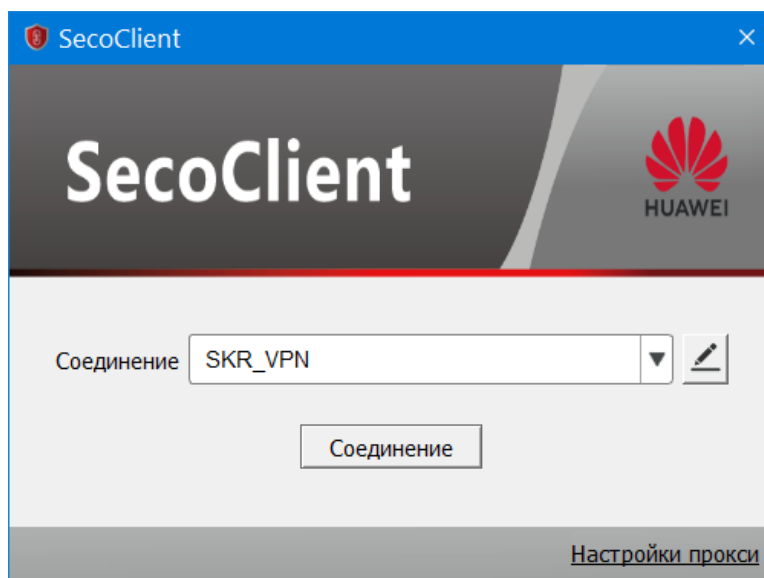 SecoClient
SecoClient
HUAWEI
Соединение SKR_VPN
Соединение
Настройки прокси